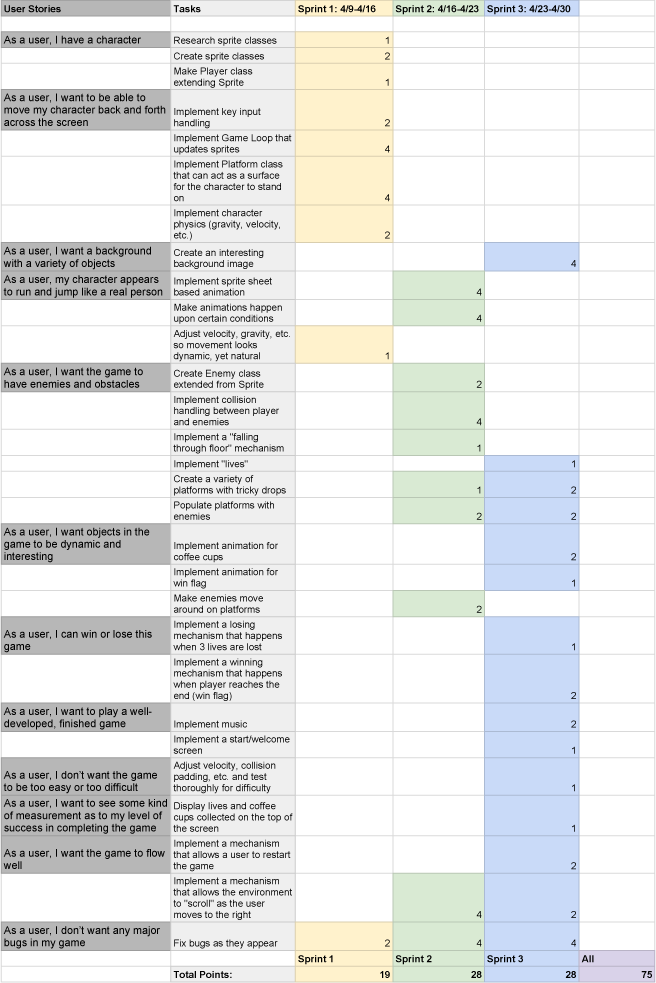 User Stories Tasks Sprint 1: 4/9-4/16 Sprint 2: 4/16-4/23 Sprint 3: 4/23-4/30
As a user, I have a character Research sprite classes 1
Create sprite classes 2
Make Player class
extending Sprite 1
As a user, I want to be able to
move my character back and forth
across the screen
Implement key input
handling 2
Implement Game Loop that
updates sprites 4
Implement Platform class
that can act as a surface
for the character to stand
on 4
Implement character
physics (gravity, velocity,
etc.) 2
As a user, I want a background
with a variety of objects
Create an interesting
background image 4
As a user, my character appears
to run and jump like a real person
Implement sprite sheet
based animation 4
Make animations happen
upon certain conditions 4
Adjust velocity, gravity, etc.
so movement looks
dynamic, yet natural 1
As a user, I want the game to
have enemies and obstacles
Create Enemy class
extended from Sprite 2
Implement collision
handling between player
and enemies 4
Implement a "falling
through floor" mechanism 1
Implement "lives" 1
Create a variety of
platforms with tricky drops 1 2
Populate platforms with
enemies 2 2
As a user, I want objects in the
game to be dynamic and
interesting
Implement animation for
coffee cups 2
Implement animation for
win flag 1
Make enemies move
around on platforms 2
As a user, I can win or lose this
game
Implement a losing
mechanism that happens
when 3 lives are lost 1
Implement a winning
mechanism that happens
when player reaches the
end (win flag) 2
As a user, I want to play a well-
developed, finished game
Implement music 2
Implement a start/welcome
screen 1
As a user, I don't want the game
to be too easy or too difficult
Adjust velocity, collision
padding, etc. and test
thoroughly for difficulty 1
As a user, I want to see some kind
of measurement as to my level of
success in completing the game
Display lives and coffee
cups collected on the top of
the screen 1
As a user, I want the game to flow
well
Implement a mechanism
that allows a user to restart
the game 2
Implement a mechanism
that allows the environment
to "scroll" as the user
moves to the right 4 2
As a user, I don't want any major
bugs in my game
Fix bugs as they appear 2 4 4
Sprint 1 Sprint 2 Sprint 3 All
Total Points: 19 28 28 75